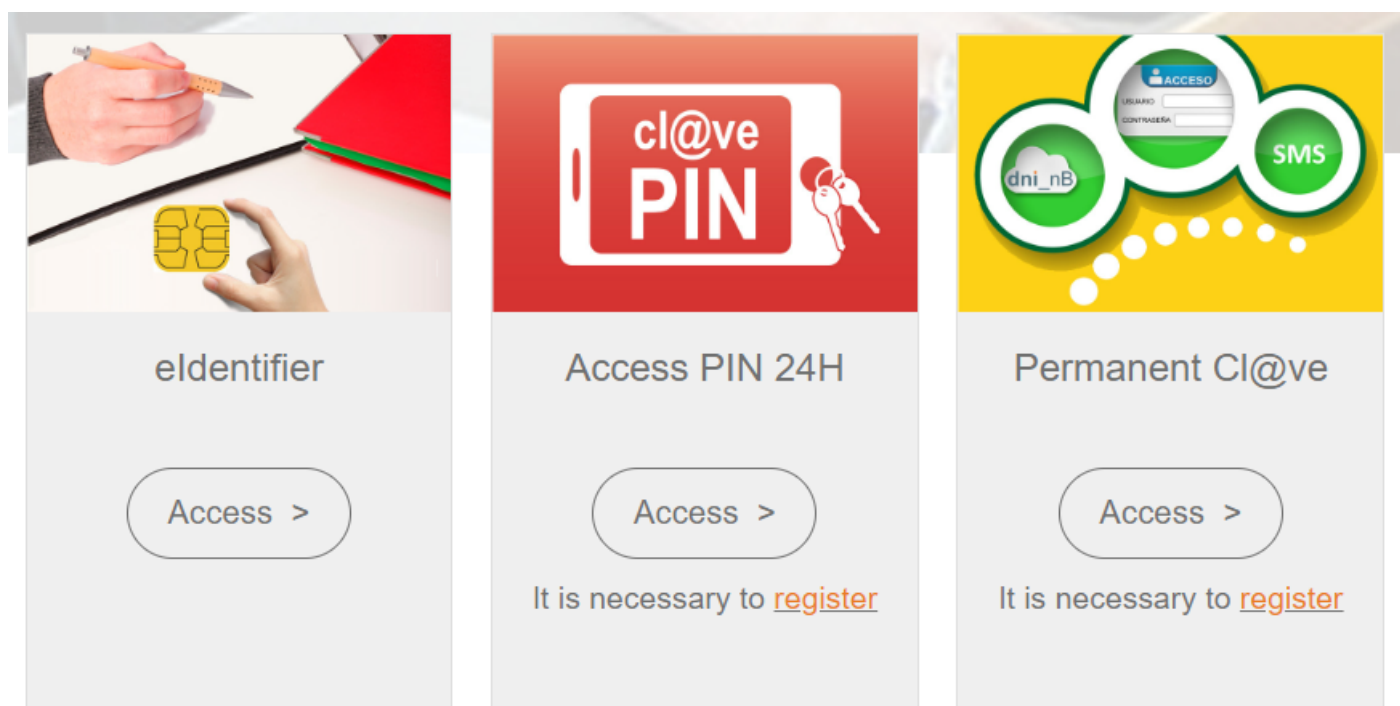 cl@ve
PIN
ACCESO
USUARIO
CONTRASEÑA
dni_nB
SMS
eIdentifier
Access PIN 24H
Permanent Cl@ve
Access >
Access >
Access >
It is necessary to register
It is necessary to register